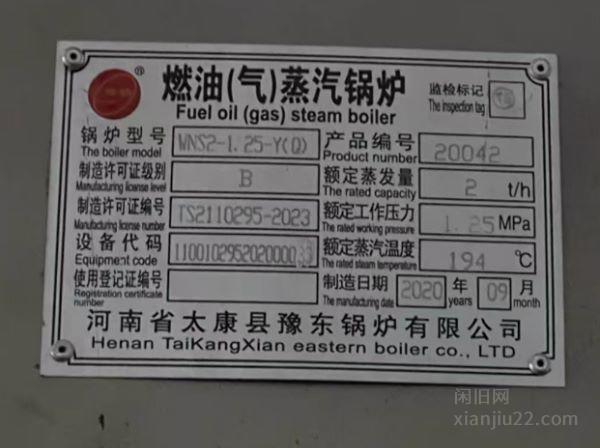 燃油(气)蒸汽锅炉
Fuel oil (gas) steam boiler
监检标记
The inspection tag
锅炉型号 WNS2-1.25-Y(Q) 产品编号 20042
The boiler model Product number
制造许可证级别 B 额定蒸发量 2 t/h
Manufacturing license level The rated capacity
制造许可证编号 TS2110295-2023 额定工作压力 1.25 MPa
Manufacturing license number The rated working pressure
设备代码 额定蒸汽温度 194 ℃
Equipment code The rated steam temperature
使用登记证编号 制造日期 2020 年 09 月
Registration certificate number The manufacturing date years month
河南省太康县豫东锅炉有限公司
Henan TaiKangXian eastern boiler co., LTD
闲旧网
xianjiu22.com